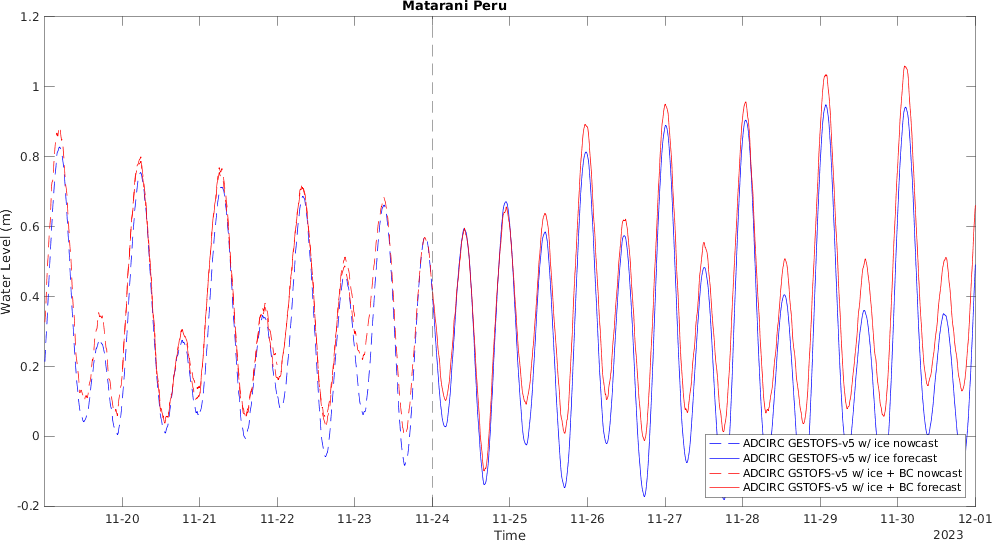 Matarani Peru
1.2
1
0.8
0.6
0.4
0.2
0
-0.2
Water Level (m)
ADCIRC GESTOFS-v5 w/ ice nowcast
ADCIRC GESTOFS-v5 w/ ice forecast
ADCIRC GSTOFS-v5 w/ ice + BC nowcast
ADCIRC GSTOFS-v5 w/ ice + BC forecast
11-20 11-21 11-22 11-23 11-24 11-25 11-26 11-27 11-28 11-29 11-30 12-01
Time
2023